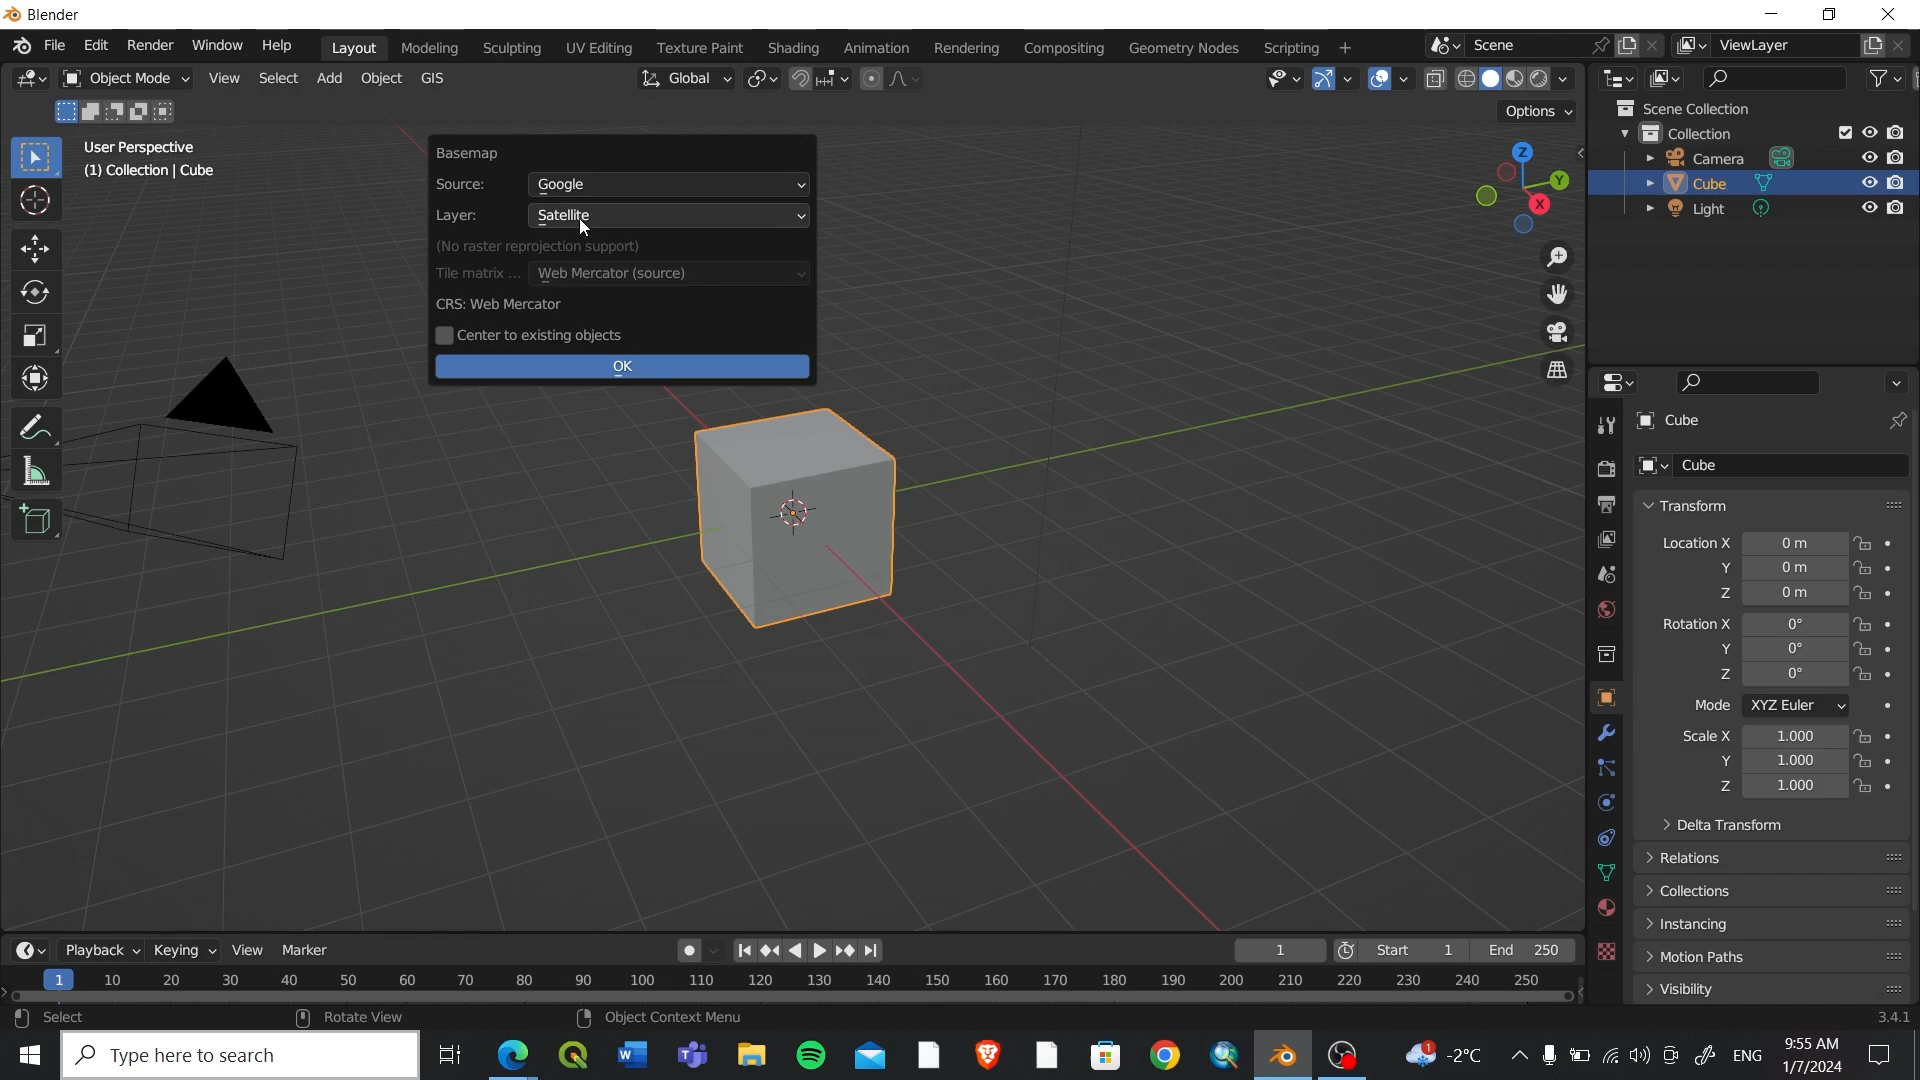 Blender
File Edit Render Window Help Layout Modeling Sculpting UV Editing Texture Paint Shading Animation Rendering Compositing Geometry Nodes Scripting + Scene ViewLayer
Object Mode View Select Add Object GIS Global
Options
User Perspective
(1) Collection | Cube
Basemap
Source: Google
Layer: Satellite
(No raster reprojection support)
Tile matrix ... Web Mercator (source)
CRS: Web Mercator
Center to existing objects
OK
Z
Y
X
Scene Collection
Collection
Camera
Cube
Light
Cube
Cube
Transform
Location X 0 m
Y 0 m
Z 0 m
Rotation X 0°
Y 0°
Z 0°
Mode XYZ Euler
Scale X 1.000
Y 1.000
Z 1.000
Delta Transform
Relations
Collections
Instancing
Motion Paths
Visibility
Playback Keying View Marker 1 Start 1 End 250
1 10 20 30 40 50 60 70 80 90 100 110 120 130 140 150 160 170 180 190 200 210 220 230 240 250
Select Rotate View Object Context Menu 3.4.1
Type here to search 1 -2°C ENG 9:55 AM
1/7/2024